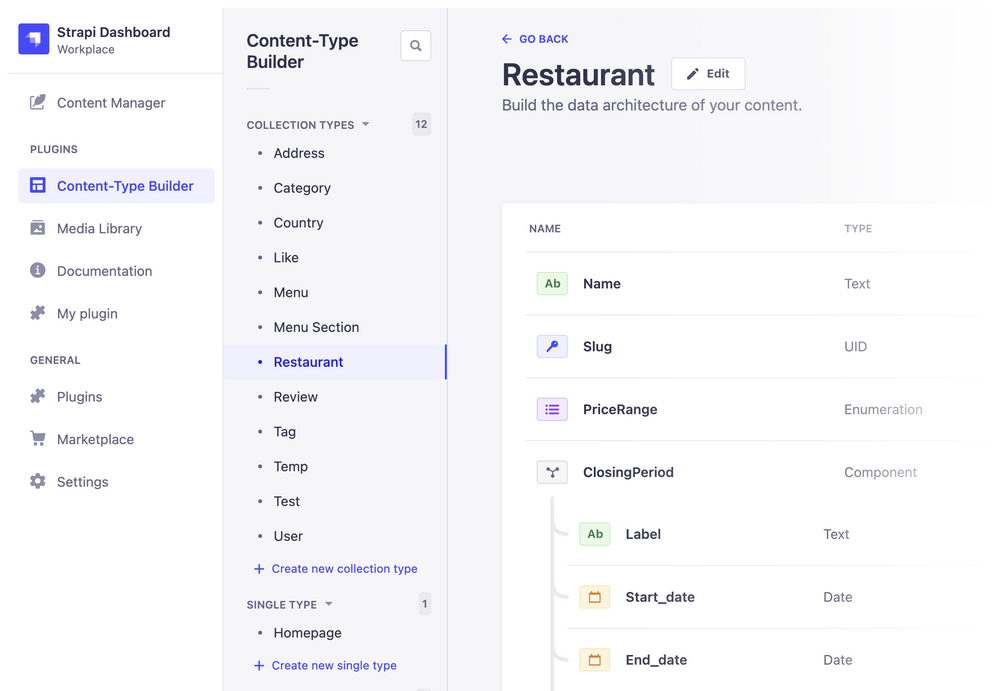 Strapi Dashboard
Workplace
Content Manager
PLUGINS
Content-Type Builder
Media Library
Documentation
My plugin
GENERAL
Plugins
Marketplace
Settings
Content-Type
Builder
COLLECTION TYPES 12
Address
Category
Country
Like
Menu
Menu Section
Restaurant
Review
Tag
Temp
Test
User
+ Create new collection type
SINGLE TYPE 1
Homepage
+ Create new single type
← GO BACK
Restaurant Edit
Build the data architecture of your content.
NAME TYPE
Ab Name Text
Slug UID
PriceRange Enumeration
ClosingPeriod Component
Ab Label Text
Start_date Date
End_date Date